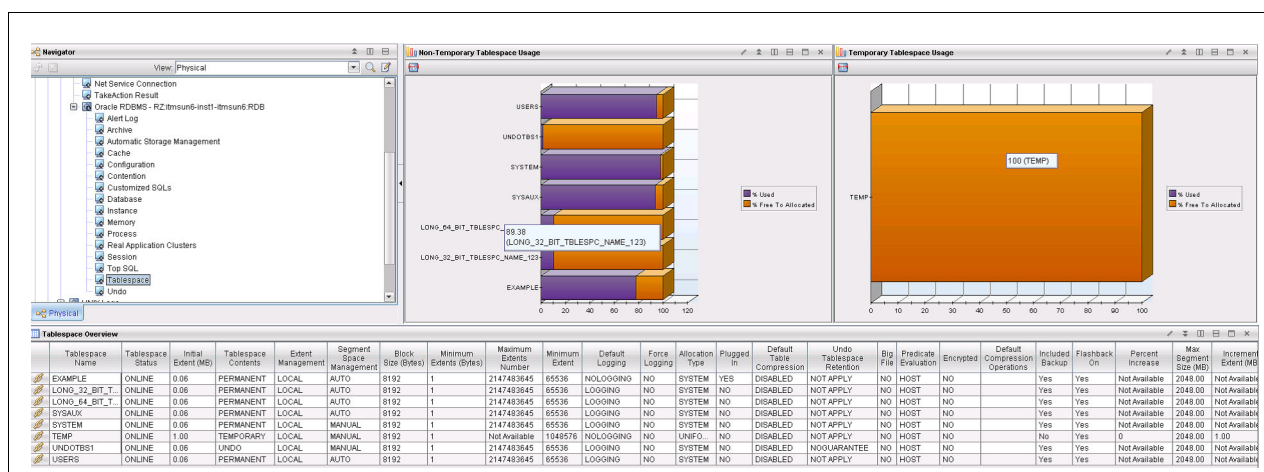 Navigator
View: Physical
Net Service Connection
TakeAction Result
Oracle RDBMS - RZ:itmsun6-inst1-itmsun6:RDB
Alert Log
Archive
Automatic Storage Management
Cache
Configuration
Contention
Customized SQLs
Database
Instance
Memory
Process
Real Application Clusters
Session
Top SQL
Tablespace
Undo
Physical
Non-Temporary Tablespace Usage
USERS
UNDOTBS1
SYSTEM
SYSAUX
LONG_64_BIT_TBLESPC_
89.38
(LONG_32_BIT_TBLESPC_NAME_123)
LONG_32_BIT_TBLESPC_NAME_123
EXAMPLE
0 20 40 60 80 100 120
% Used
% Free To Allocated
Temporary Tablespace Usage
100 (TEMP)
TEMP
0 10 20 30 40 50 60 70 80 90 100
% Used
% Free To Allocated
Tablespace Overview
Tablespace Name Tablespace Status Initial Extent (MB) Tablespace Contents Extent Management Segment Space Management Block Size (Bytes) Minimum Extents (Bytes) Maximum Extents Number Minimum Extent Default Logging Force Logging Allocation Type Plugged In Default Table Compression Undo Tablespace Retention Big File Predicate Evaluation Encrypted Default Compression Operations Included Backup Flashback On Percent Increase Max Segment Size (MB) Increment Extent (MB
EXAMPLE ONLINE 0.06 PERMANENT LOCAL AUTO 8192 1 2147483645 65536 NOLOGGING NO SYSTEM YES DISABLED NOT APPLY NO HOST NO Yes Yes Not Available 2048.00 Not Available
LONG_32_BIT_T... ONLINE 0.06 PERMANENT LOCAL AUTO 8192 1 2147483645 65536 LOGGING NO SYSTEM NO DISABLED NOT APPLY NO HOST NO Yes Yes Not Available 2048.00 Not Available
LONG_64_BIT_T... ONLINE 0.06 PERMANENT LOCAL AUTO 8192 1 2147483645 65536 LOGGING NO SYSTEM NO DISABLED NOT APPLY NO HOST NO Yes Yes Not Available 2048.00 Not Available
SYSAUX ONLINE 0.06 PERMANENT LOCAL AUTO 8192 1 2147483645 65536 LOGGING NO SYSTEM NO DISABLED NOT APPLY NO HOST NO Yes Yes Not Available 2048.00 Not Available
SYSTEM ONLINE 0.06 PERMANENT LOCAL MANUAL 8192 1 2147483645 65536 LOGGING NO SYSTEM NO DISABLED NOT APPLY NO HOST NO Yes Yes Not Available 2048.00 Not Available
TEMP ONLINE 1.00 TEMPORARY LOCAL MANUAL 8192 1 Not Available 1048576 NOLOGGING NO UNIFO... NO DISABLED NOT APPLY NO HOST NO No Yes 0 2048.00 1.00
UNDOTBS1 ONLINE 0.06 UNDO LOCAL MANUAL 8192 1 2147483645 65536 LOGGING NO SYSTEM NO DISABLED NOGUARANTEE NO HOST NO Yes Yes Not Available 2048.00 Not Available
USERS ONLINE 0.06 PERMANENT LOCAL AUTO 8192 1 2147483645 65536 LOGGING NO SYSTEM NO DISABLED NOT APPLY NO HOST NO Yes Yes Not Available 2048.00 Not Available